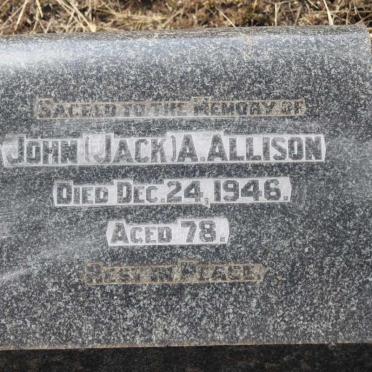 SACRED TO THE MEMORY OF
JOHN (JACK) A. ALLISON
DIED DEC. 24, 1946.
AGED 78.
REST IN PEACE.